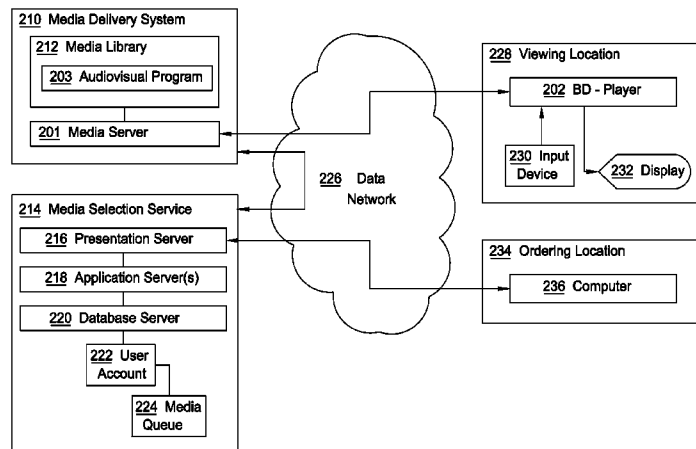 210 Media Delivery System
212 Media Library
203 Audiovisual Program
201 Media Server
214 Media Selection Service
216 Presentation Server
218 Application Server(s)
220 Database Server
222 User
Account
224 Media
Queue
226 Data
Network
228 Viewing Location
202 BD - Player
230 Input
Device
232 Display
234 Ordering Location
236 Computer